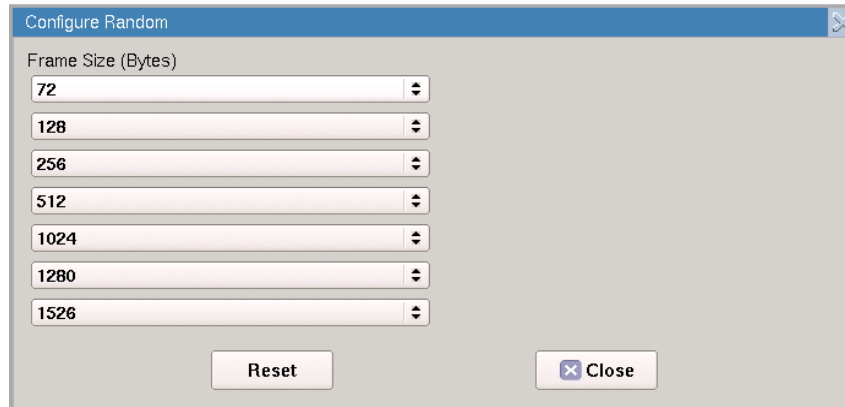 Configure Random
Frame Size (Bytes)
72
128
256
512
1024
1280
1526
Reset Close